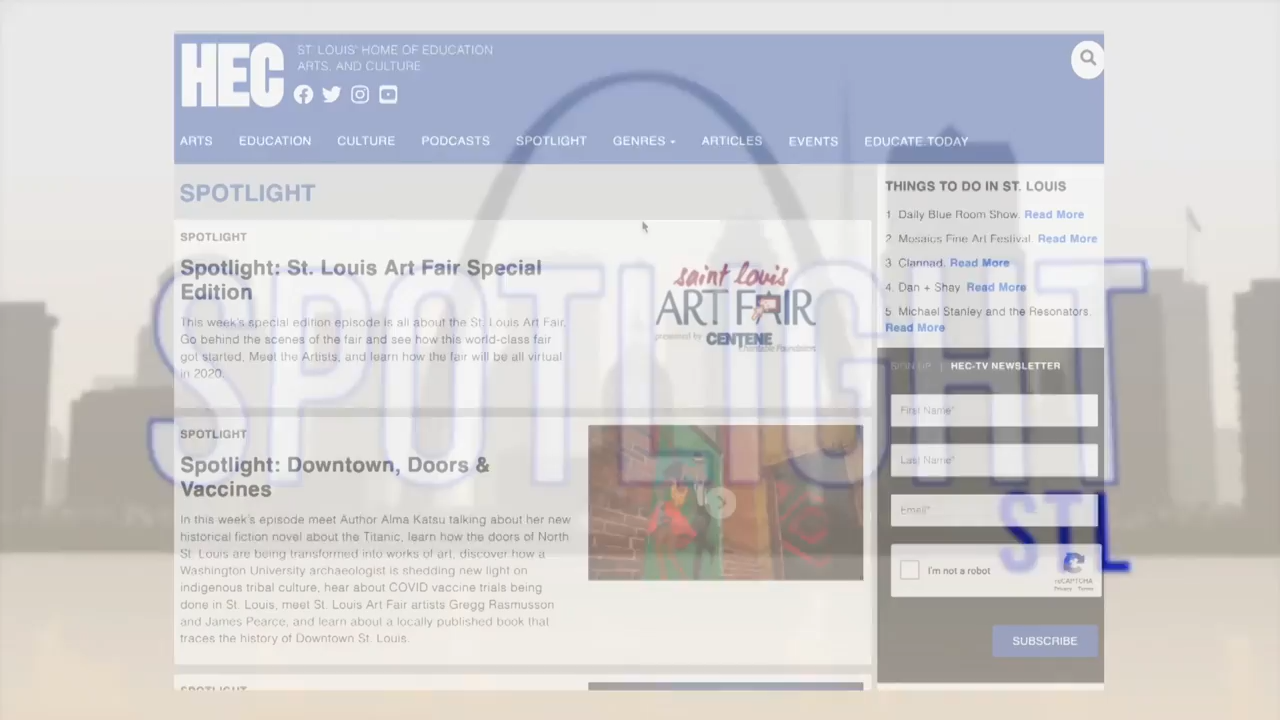 HEC
ST. LOUIS' HOME OF EDUCATION
ARTS, AND CULTURE
ARTS EDUCATION CULTURE PODCASTS SPOTLIGHT GENRES ARTICLES EVENTS EDUCATE TODAY
SPOTLIGHT
SPOTLIGHT
Spotlight: St. Louis Art Fair Special
Edition
This week's special edition episode is all about the St. Louis Art Fair.
Go behind the scenes of the fair and see how this world-class fair
got started. Meet the Artists, and learn how the fair will be all virtual
in 2020.
saint louis
ART FAIR
presented by CENTENE
Charitable Foundation
SPOTLIGHT
Spotlight: Downtown, Doors &
Vaccines
In this week's episode meet Author Alma Katsu talking about her new
historical fiction novel about the Titanic, learn how the doors of North
St. Louis are being transformed into works of art, discover how a
Washington University archaeologist is shedding new light on
indigenous tribal culture, hear about COVID vaccine trials being
done in St. Louis, meet St. Louis Art Fair artists Gregg Rasmusson
and James Pearce, and learn about a locally published book that
traces the history of Downtown St. Louis.
SPOTLIGHT
THINGS TO DO IN ST. LOUIS
1 Daily Blue Room Show. Read More
2 Mosaics Fine Art Festival. Read More
3 Clannad. Read More
4. Dan + Shay Read More
5 Michael Stanley and the Resonators.
Read More
SIGN UP | HEC-TV NEWSLETTER
First Name*
Last Name*
Email*
I'm not a robot
reCAPTCHA
Privacy - Terms
SUBSCRIBE
SPOTLIGHT
STL